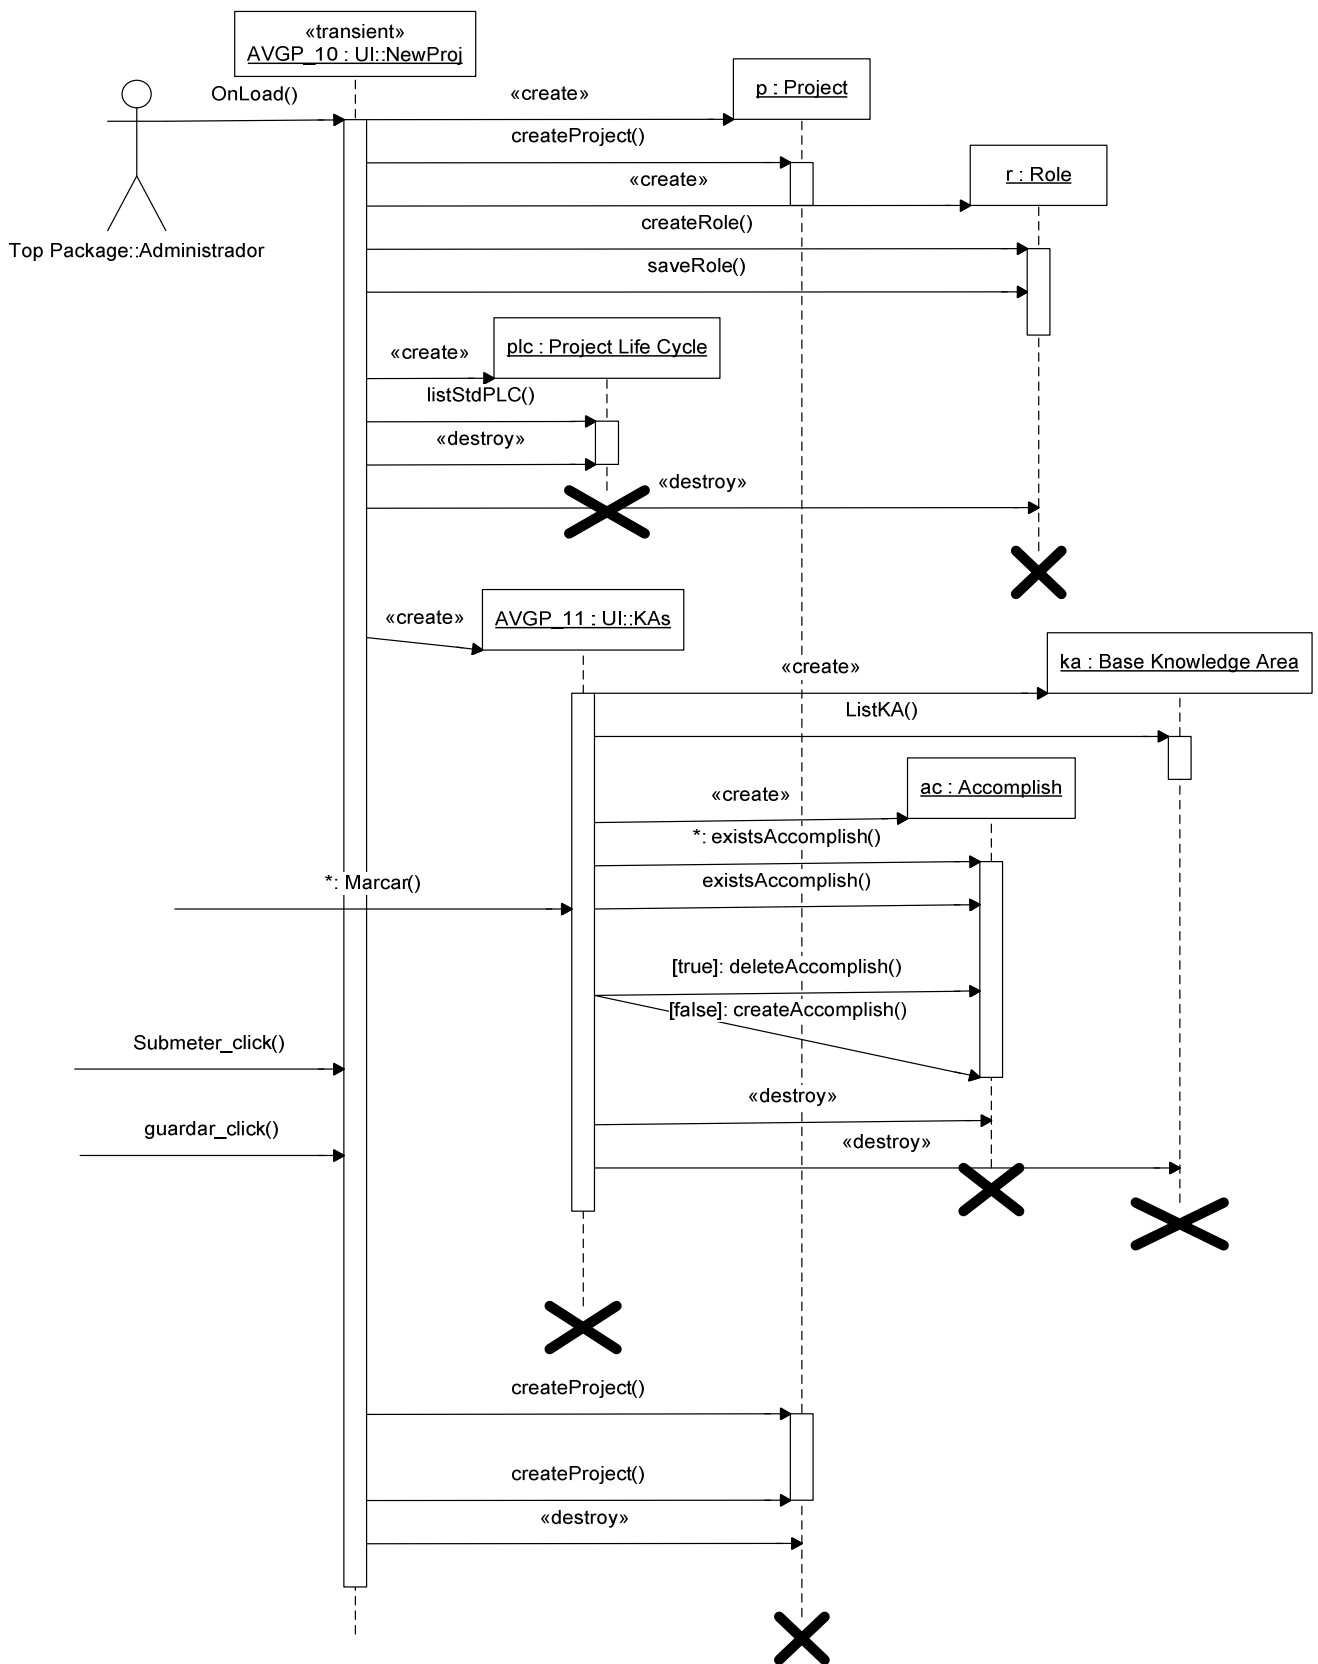 «transient»
AVGP_10 : UI::NewProj
p : Project
OnLoad()
«create»
createProject()
r : Role
«create»
createRole()
Top Package::Administrador
saveRole()
plc : Project Life Cycle
«create»
listStdPLC()
«destroy»
«destroy»
AVGP_11 : UI::KAs
«create»
ka : Base Knowledge Area
«create»
ListKA()
ac : Accomplish
«create»
*: existsAccomplish()
*: Marcar()
existsAccomplish()
[true]: deleteAccomplish()
[false]: createAccomplish()
Submeter_click()
«destroy»
guardar_click()
«destroy»
createProject()
createProject()
«destroy»